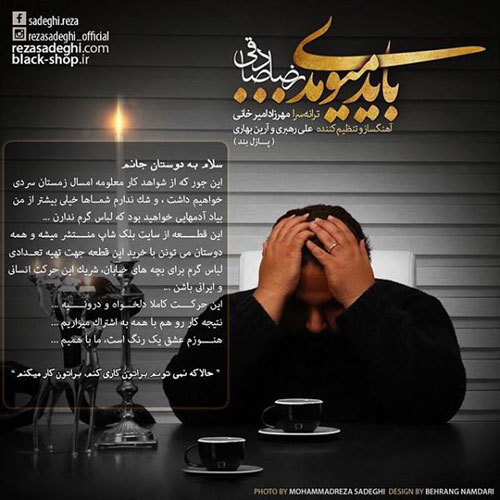 sadeghi.reza
rezasadeghi_official
rezasadeghi.com
black-shop.ir
باید میومدی
رضا صادقی
ترانه سرا مهرزاد امیرخانی
آهنگساز و تنظیم کننده علی رهبری و آرین بهاری
( پازل بند )
سلام به دوستان جانم
این جور که از شواهد کار معلومه امسال زمستان سردی
خواهیم داشت ، و شک ندارم شماها خیلی بیشتر از من
بیاد آدمهایی خواهید بود که لباس گرم ندارن ...
این قطعه از سایت بلک شاپ منتشر میشه و همه
دوستان می تونن با خرید این قطعه جهت تهیه تعدادی
لباس گرم برای بچه های خیابان، شریک این حرکت انسانی
و ایرانی باشن ...
این حرکت کاملا دلخواه و درونیه ...
نتیجه کار رو هم با همه به اشتراک میزاریم ...
هنوزم عشق یک رنگ است، ما با همیم ...
" حالا که نمی تونم براتون کاری کنم، براتون کار میکنم "
PHOTO BY MOHAMMADREZA SADEGHI DESIGN BY BEHRANG NAMDARI